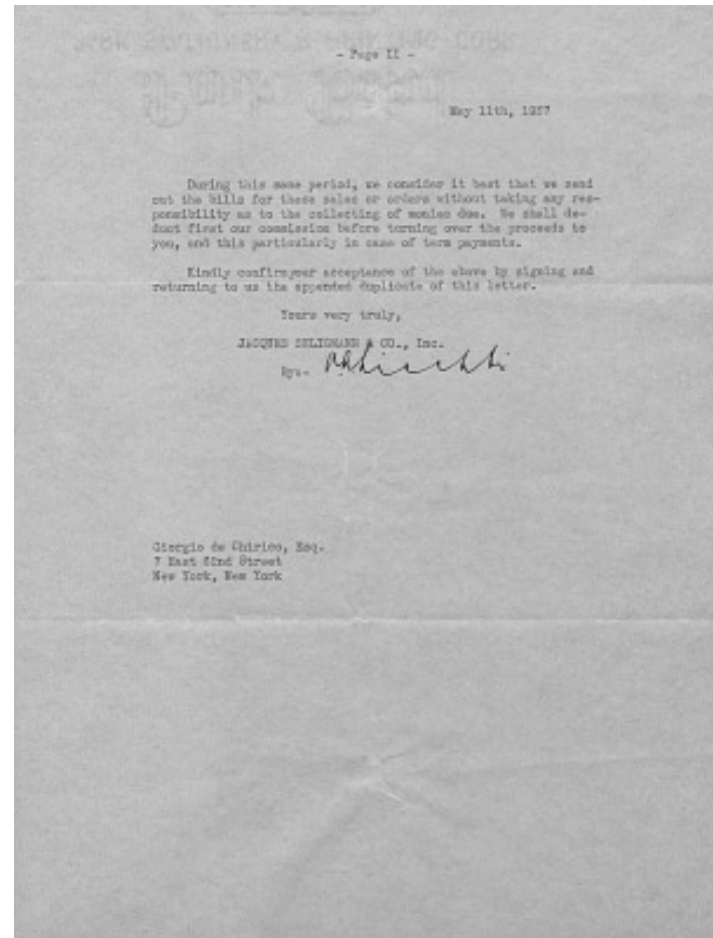 - Page II -
May 11th, 1937
During this same period, we consider it best that we send
out the bills for these sales or orders without taking any res-
ponsibility as to the collecting of monies due. We shall de-
duct first our commission before turning over the proceeds to
you, and this particularly in case of term payments.
Kindly confirm your acceptance of the above by signing and
returning to us the appended duplicate of this letter.
Yours very truly,
JACQUES SELIGMANN & CO., Inc.
By:-
Giorgio de Chirico, Esq.
7 East 62nd Street
New York, New York